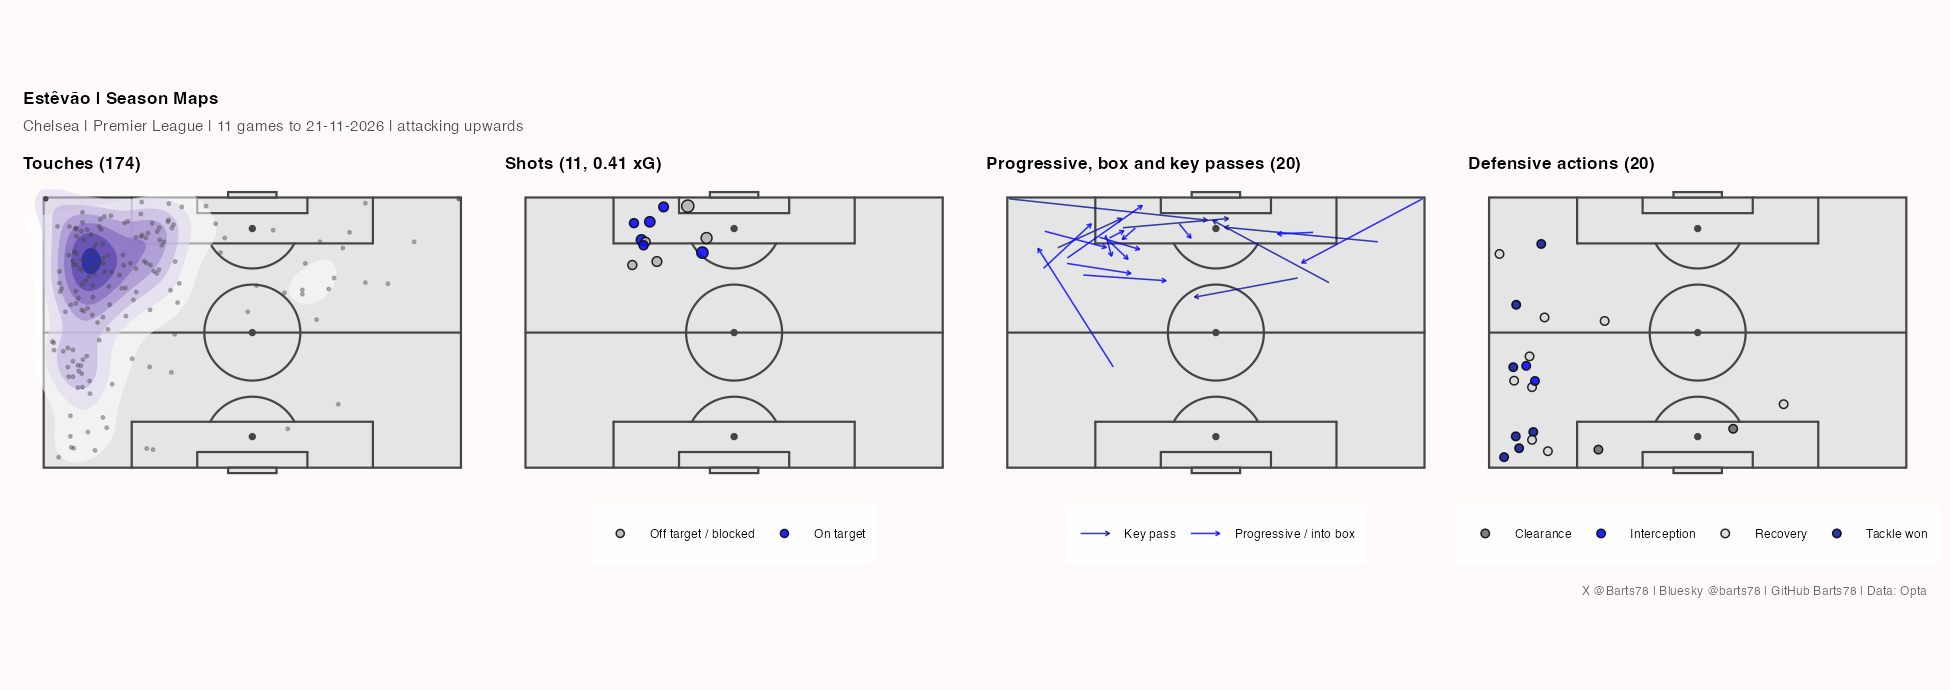 Estêvão | Season Maps
Chelsea | Premier League | 11 games to 21-11-2026 | attacking upwards
Touches (174)
Shots (11, 0.41 xG)
Progressive, box and key passes (20)
Defensive actions (20)
Off target / blocked
On target
Key pass
Progressive / into box
Clearance
Interception
Recovery
Tackle won
X @Barts78 | Bluesky @barts78 | GitHub Barts78 | Data: Opta